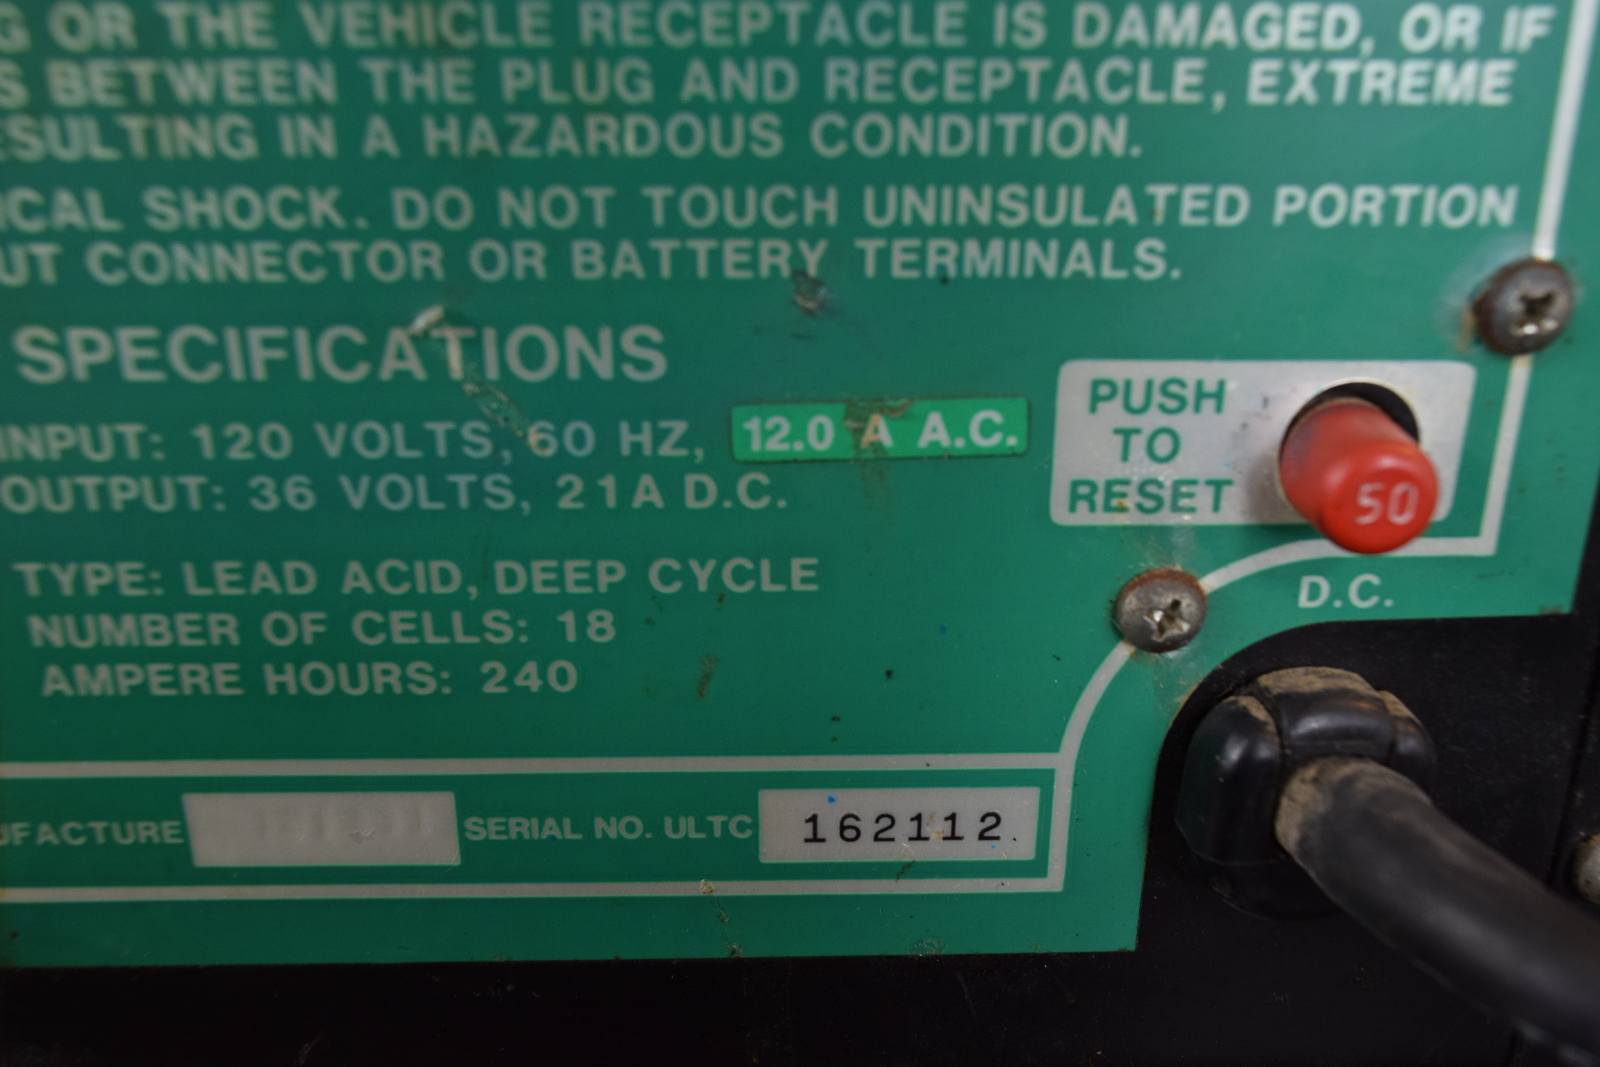 G OR THE VEHICLE RECEPTACLE IS DAMAGED, OR IF
S BETWEEN THE PLUG AND RECEPTACLE, EXTREME
ESULTING IN A HAZARDOUS CONDITION.
ICAL SHOCK. DO NOT TOUCH UNINSULATED PORTION
UT CONNECTOR OR BATTERY TERMINALS.
SPECIFICATIONS
INPUT: 120 VOLTS, 60 HZ, 12.0 A A.C.
OUTPUT: 36 VOLTS, 21A D.C.
PUSH
TO
RESET
50
D.C.
TYPE: LEAD ACID, DEEP CYCLE
NUMBER OF CELLS: 18
AMPERE HOURS: 240
UFACTURE SERIAL NO. ULTC 162112